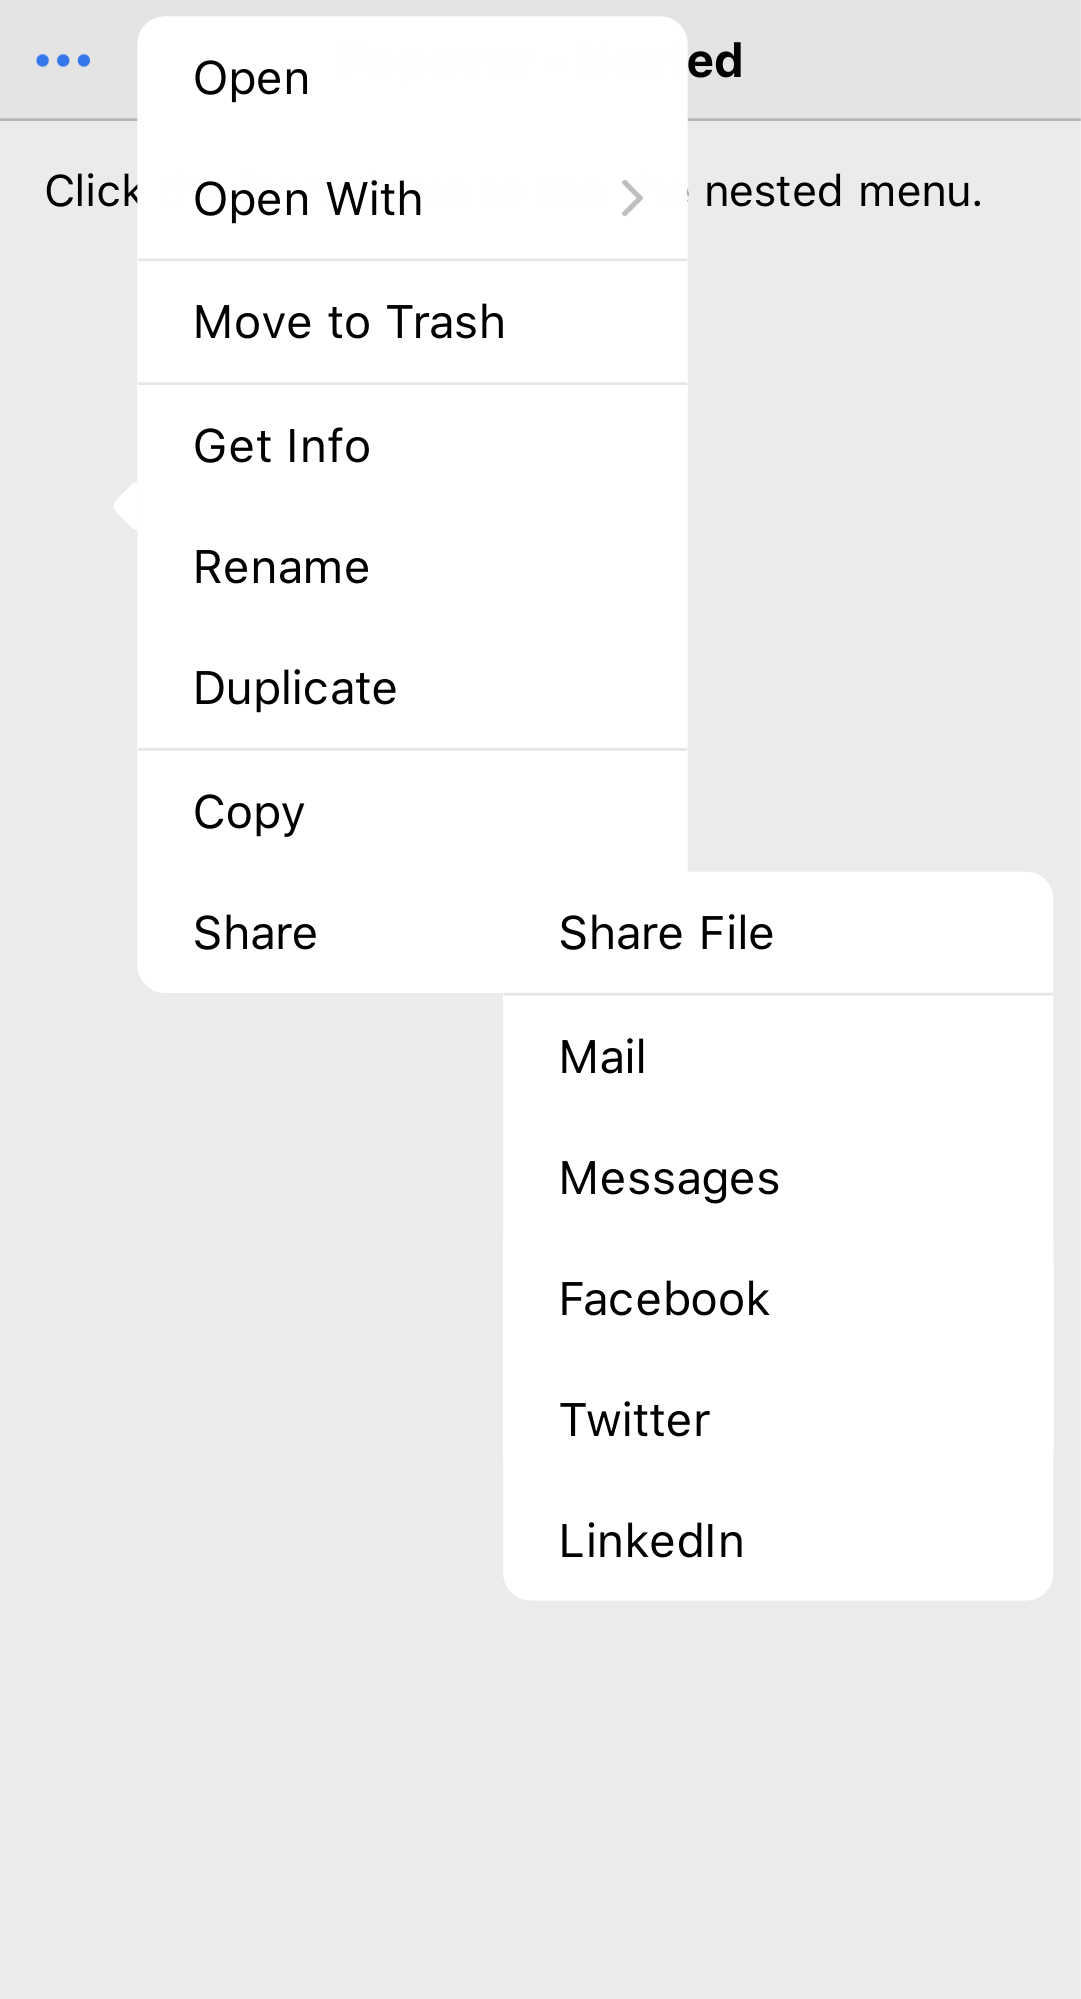 ed
Click
nested menu.
Open
Open With
Move to Trash
Get Info
Rename
Duplicate
Copy
Share
Share File
Mail
Messages
Facebook
Twitter
LinkedIn